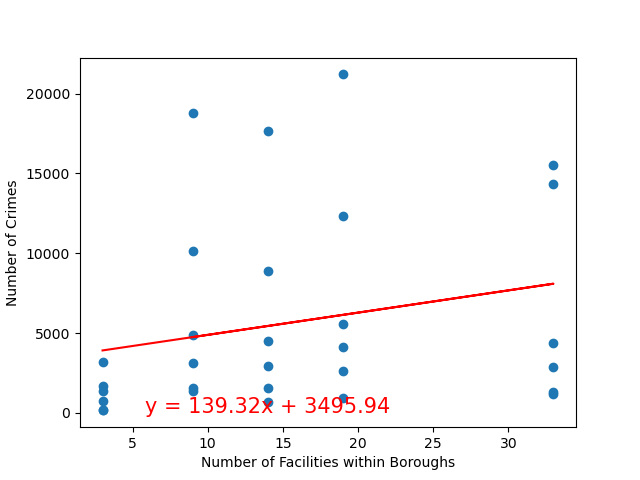 20000
15000
10000
5000
0
Number of Crimes
y = 139.32x + 3495.94
5 10 15 20 25 30
Number of Facilities within Boroughs